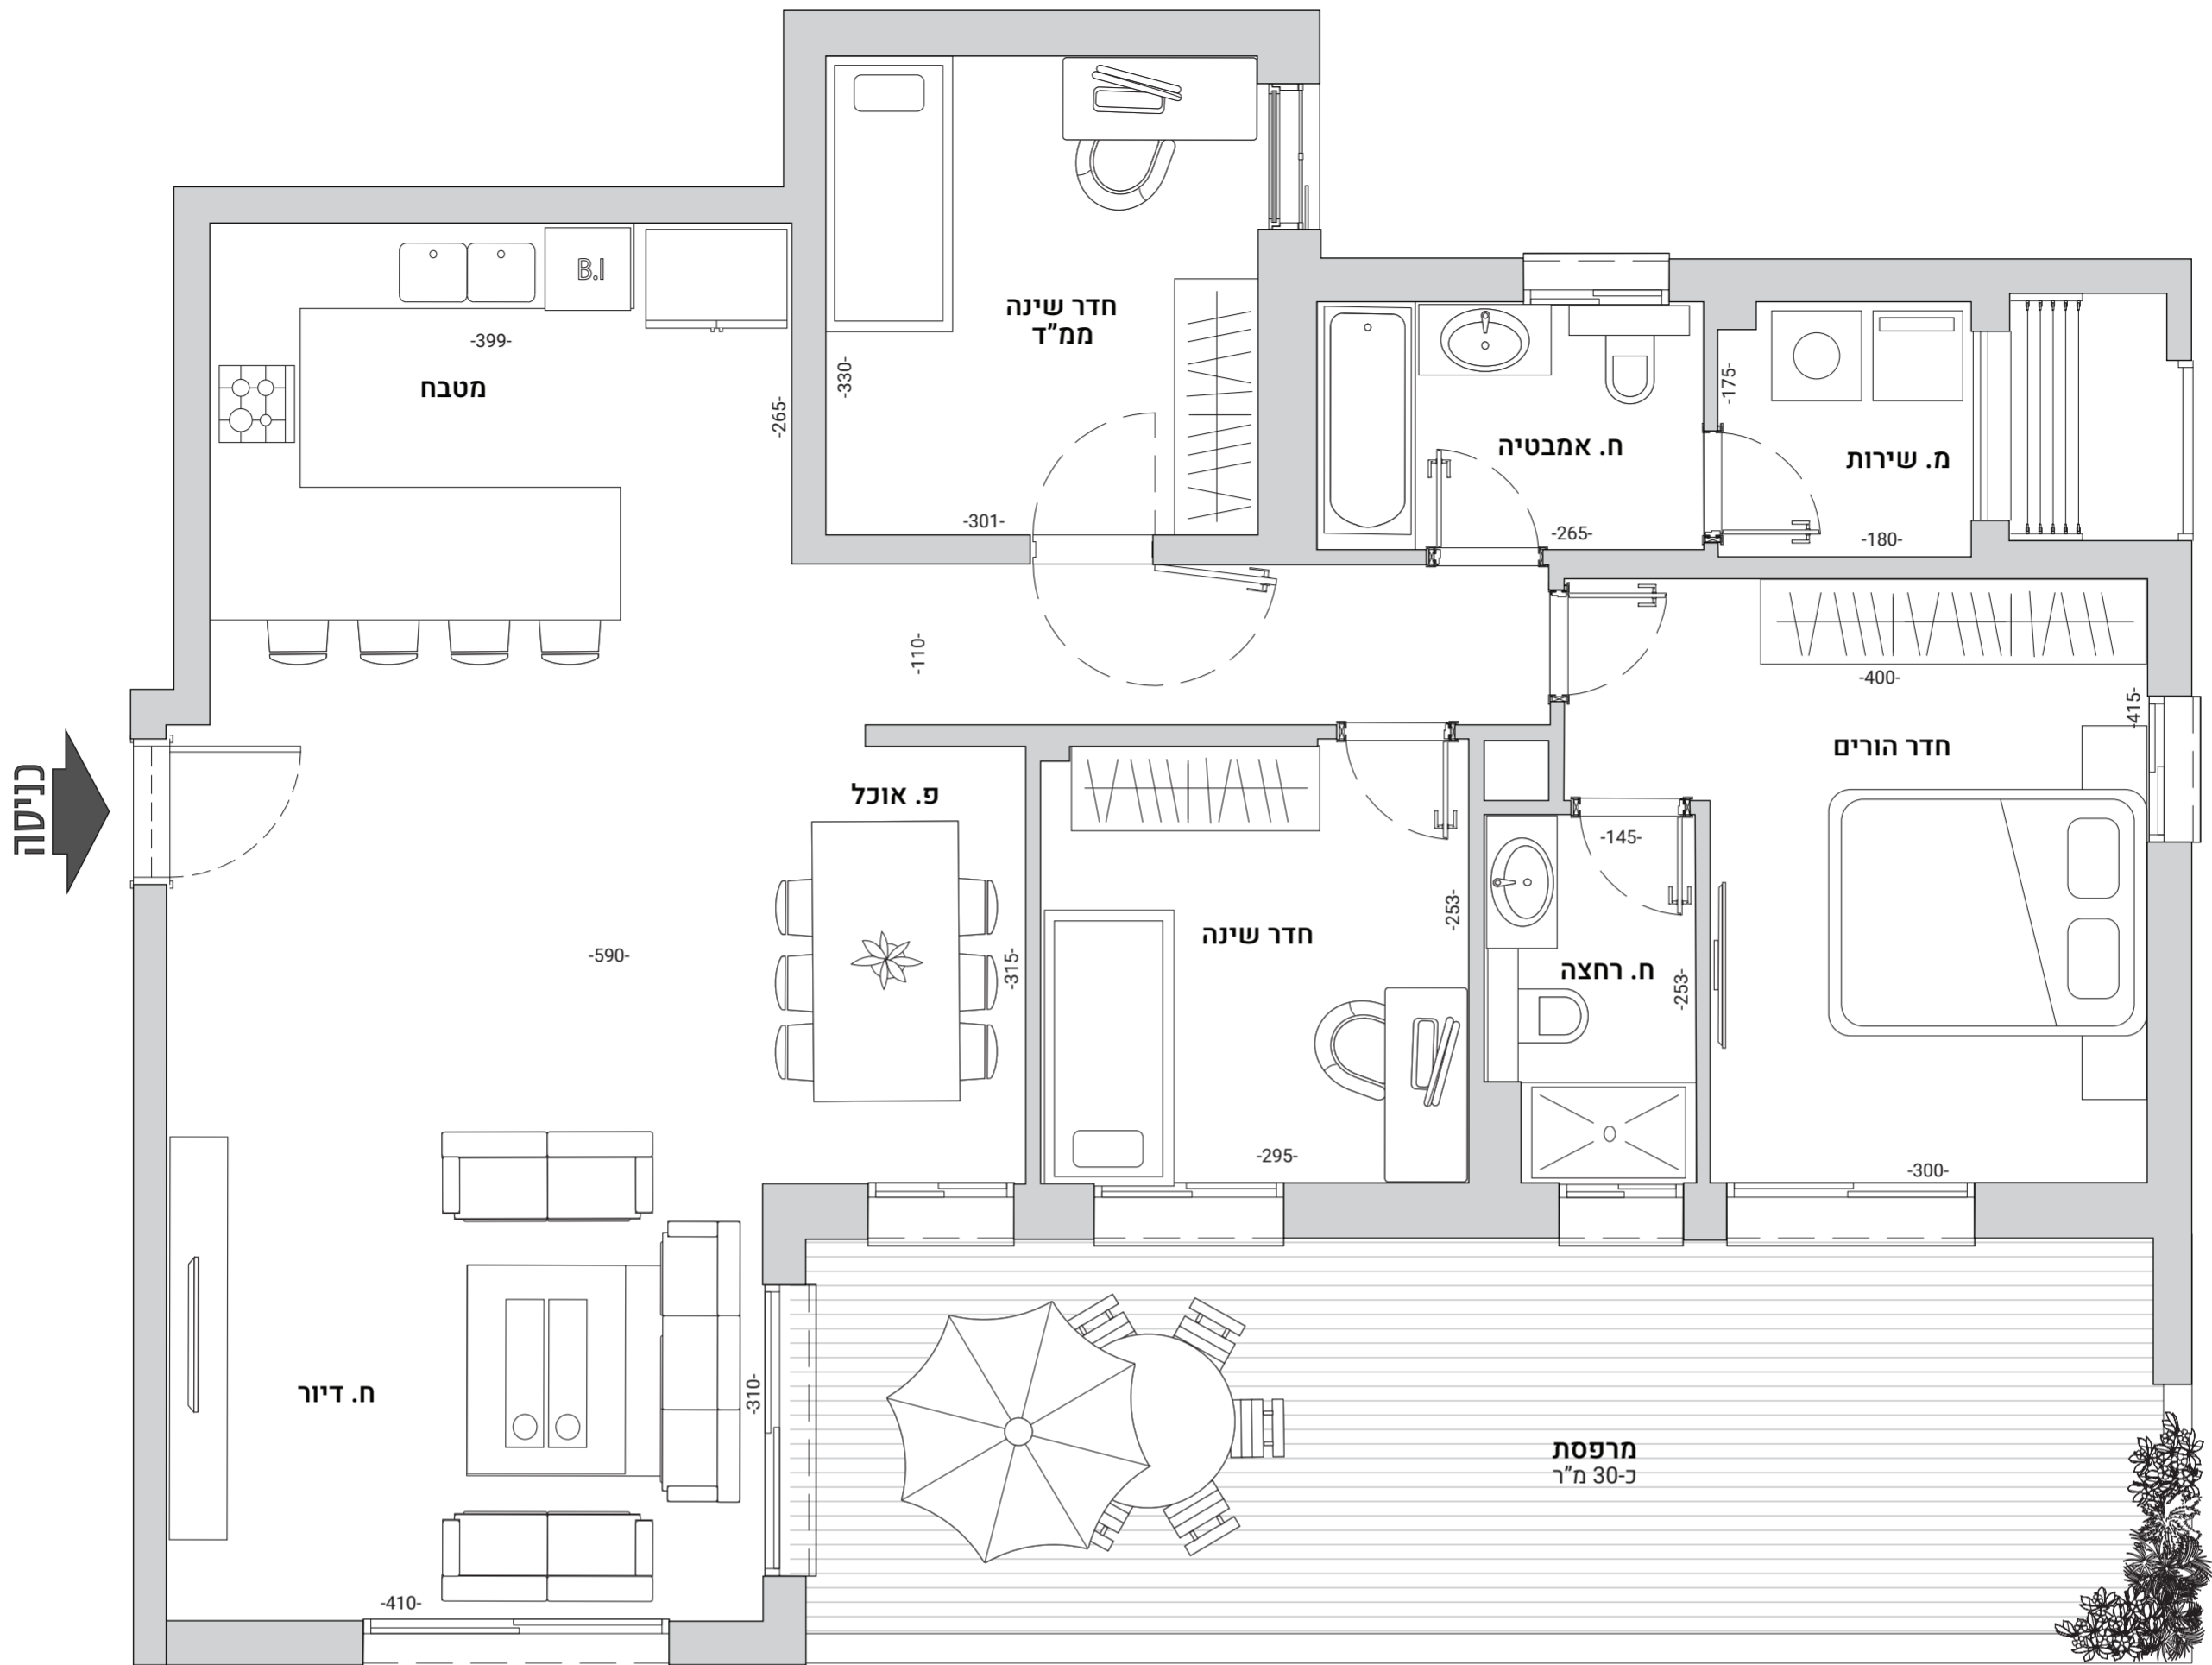 חדר שינה
ממ"ד
-330-
-301-
B.I
-399-
מטבח
-265-
ח. אמבטיה
-265-
-175-
מ. שירות
-180-
-110-
-400-
-415-
חדר הורים
-300-
כניסה
פ. אוכל
-590-
-315-
חדר שינה
-253-
-295-
-145-
ח. רחצה
-253-
ח. דיור
-310-
-410-
מרפסת
כ-30 מ"ר